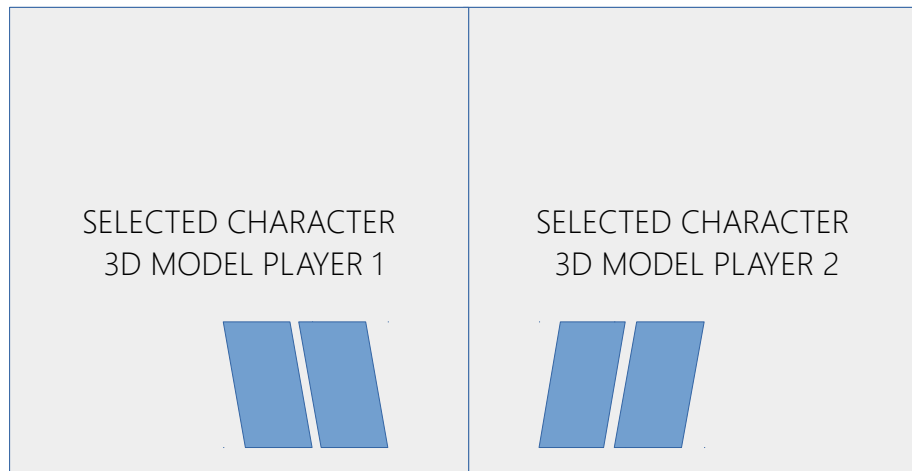 SELECTED CHARACTER
3D MODEL PLAYER 1
SELECTED CHARACTER
3D MODEL PLAYER 2